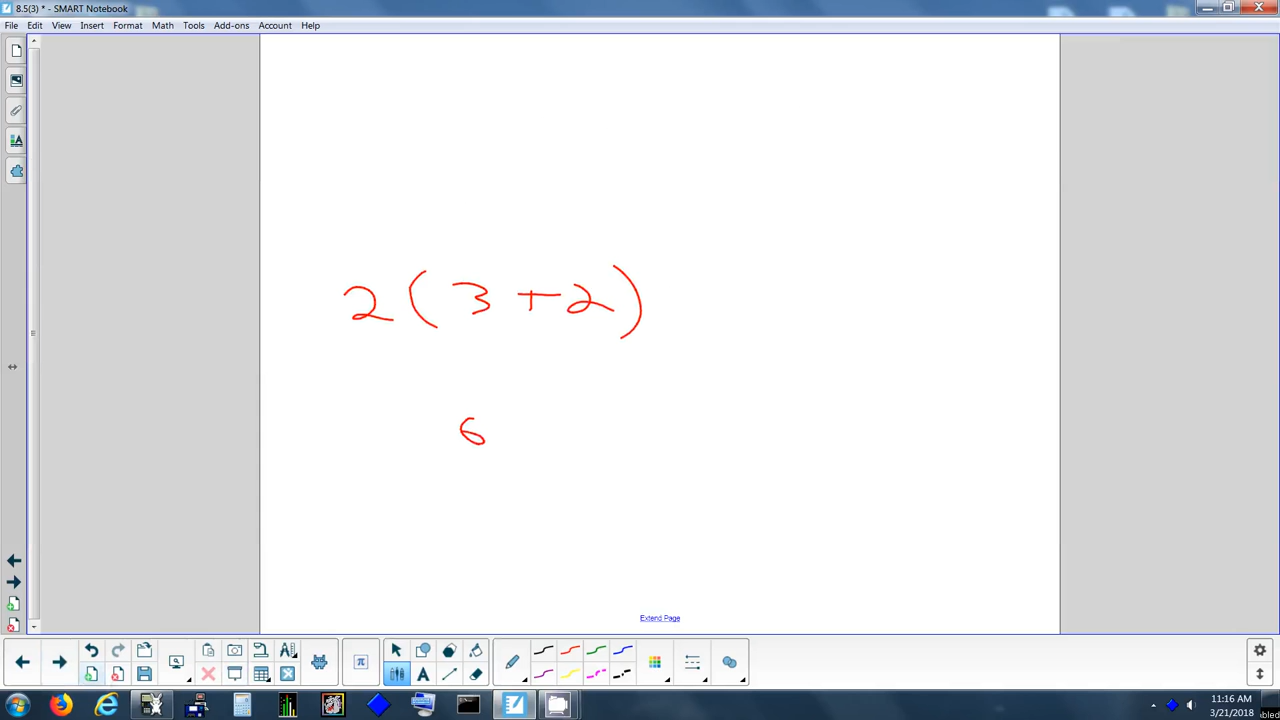 8.5(3) * - SMART Notebook
File Edit View Insert Format Math Tools Add-ons Account Help
2 ( 3 + 2 )
6
Extend Page
11:16 AM
3/21/2018
abled